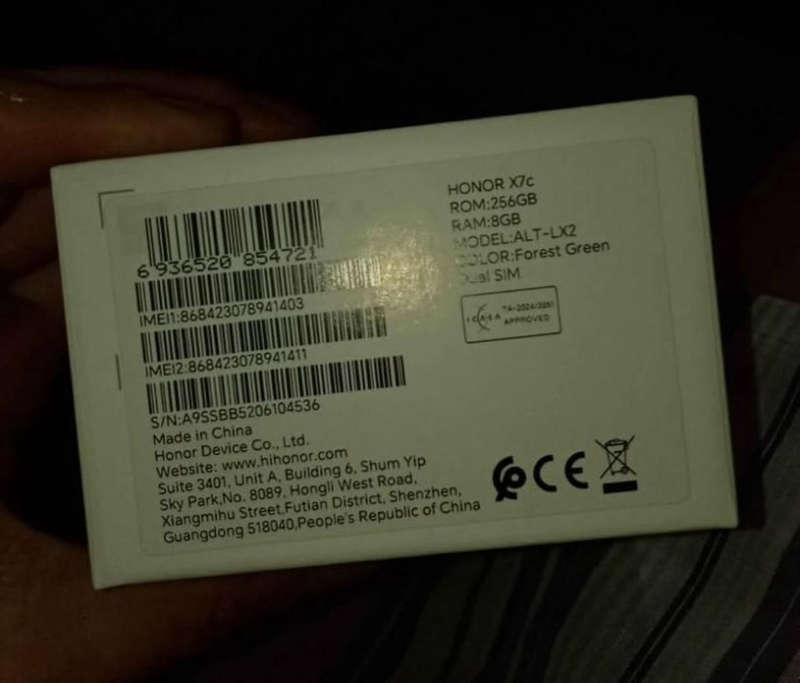 6 936520 854721
IMEI1:868423078941403
IMEI2:868423078941411
S/N:A9SSBB5206104536
Made in China
Honor Device Co., Ltd.
Website: www.hihonor.com
Suite 3401, Unit A, Building 6, Shum Yip
Sky Park,No. 8089, Hongli West Road,
Xiangmihu Street,Futian District, Shenzhen,
Guangdong 518040,People's Republic of China
HONOR X7c
ROM:256GB
RAM:8GB
MODEL:ALT-LX2
COLOR:Forest Green
Dual SIM
ICASA
APPROVED
CE